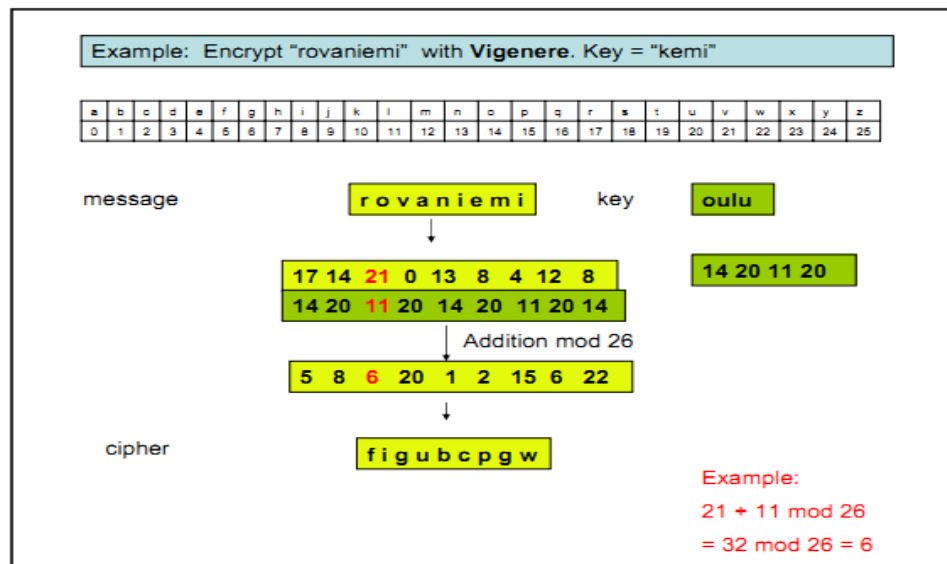 Example: Encrypt “rovaniemi” with Vigenere. Key = “kemi”
a b c d e f g h i j k l m n o p q r s t u v w x y z
0 1 2 3 4 5 6 7 8 9 10 11 12 13 14 15 16 17 18 19 20 21 22 23 24 25
message r o v a n i e m i key oulu
17 14 21 0 13 8 4 12 8 14 20 11 20
14 20 11 20 14 20 11 20 14
Addition mod 26
5 8 6 20 1 2 15 6 22
cipher f i g u b c p g w
Example:
21 + 11 mod 26
= 32 mod 26 = 6